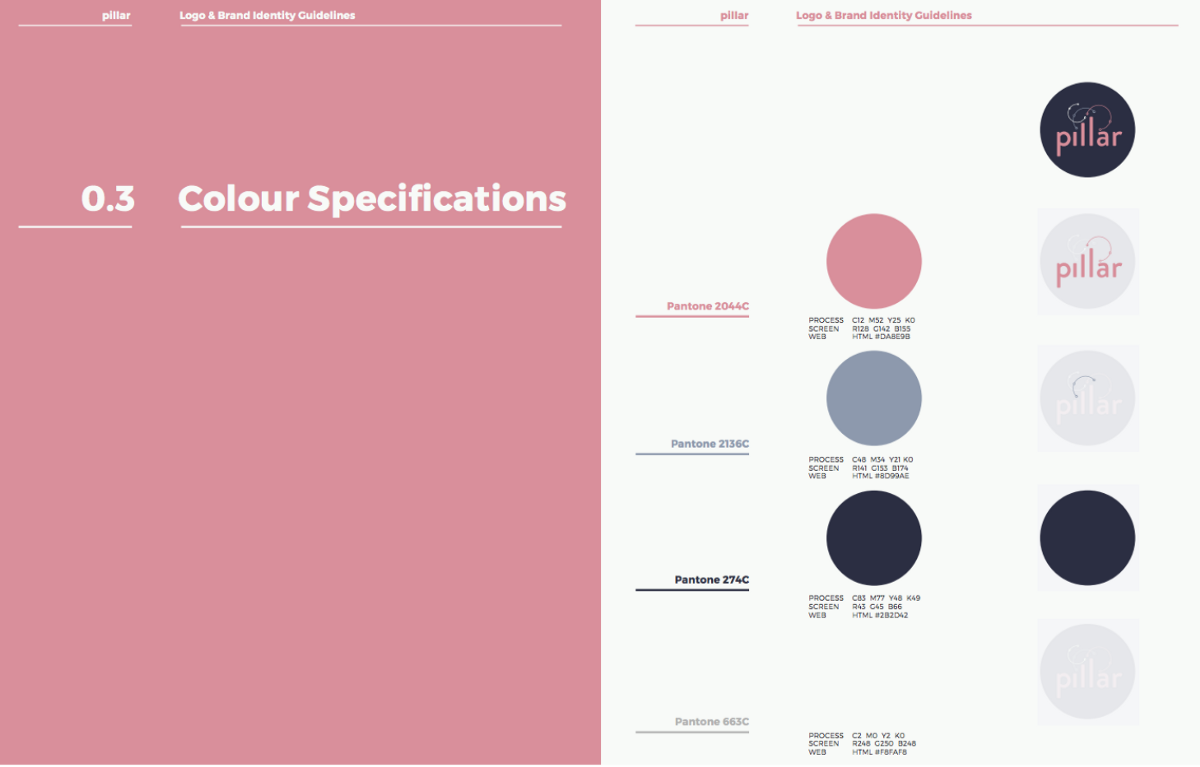 pillar Logo & Brand Identity Guidelines
0.3 Colour Specifications
pillar Logo & Brand Identity Guidelines
pillar
pillar
Pantone 2044C
PROCESS C12 M52 Y25 K0
SCREEN R128 G142 B155
WEB HTML #DA8E9B
pillar
Pantone 2136C
PROCESS C48 M34 Y21 K0
SCREEN R141 G153 B174
WEB HTML #8D99AE
Pantone 274C
PROCESS C83 M77 Y48 K49
SCREEN R43 G45 B66
WEB HTML #2B2D42
pillar
Pantone 663C
PROCESS C2 M0 Y2 K0
SCREEN R248 G250 B248
WEB HTML #F8FAF8